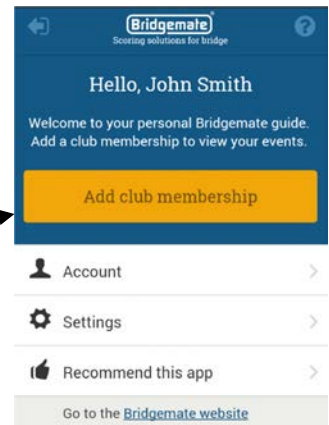 Bridgemate
Scoring solutions for bridge
Hello, John Smith
Welcome to your personal Bridgemate guide.
Add a club membership to view your events.
Add club membership
Account
Settings
Recommend this app
Go to the Bridgemate website